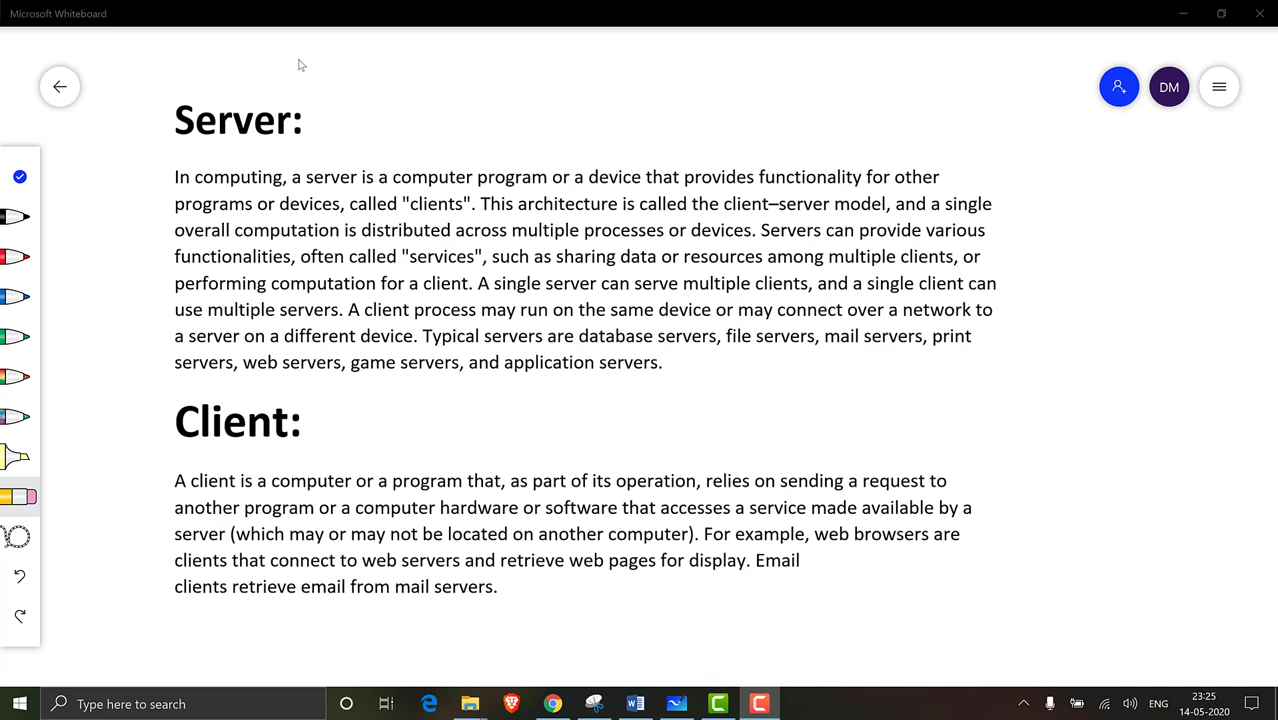 Microsoft Whiteboard
DM
Server:
In computing, a server is a computer program or a device that provides functionality for other
programs or devices, called "clients". This architecture is called the client–server model, and a single
overall computation is distributed across multiple processes or devices. Servers can provide various
functionalities, often called "services", such as sharing data or resources among multiple clients, or
performing computation for a client. A single server can serve multiple clients, and a single client can
use multiple servers. A client process may run on the same device or may connect over a network to
a server on a different device. Typical servers are database servers, file servers, mail servers, print
servers, web servers, game servers, and application servers.
Client:
A client is a computer or a program that, as part of its operation, relies on sending a request to
another program or a computer hardware or software that accesses a service made available by a
server (which may or may not be located on another computer). For example, web browsers are
clients that connect to web servers and retrieve web pages for display. Email
clients retrieve email from mail servers.
Type here to search
ENG
23:25
14-05-2020